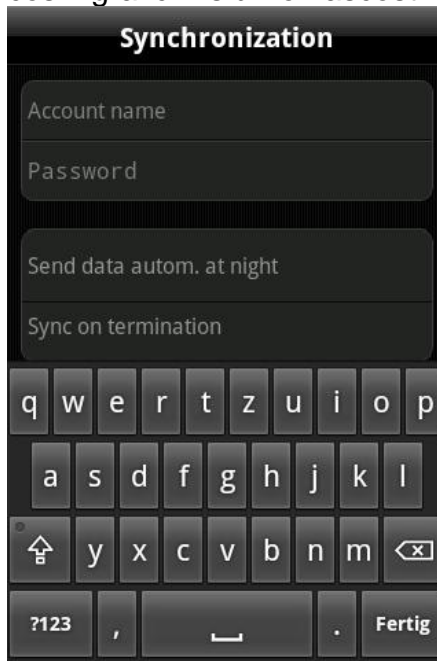 Synchronization
Account name
Password
Send data autom. at night
Sync on termination
q w e r t z u i o p
a s d f g h j k l
y x c v b n m
?123 , . Fertig